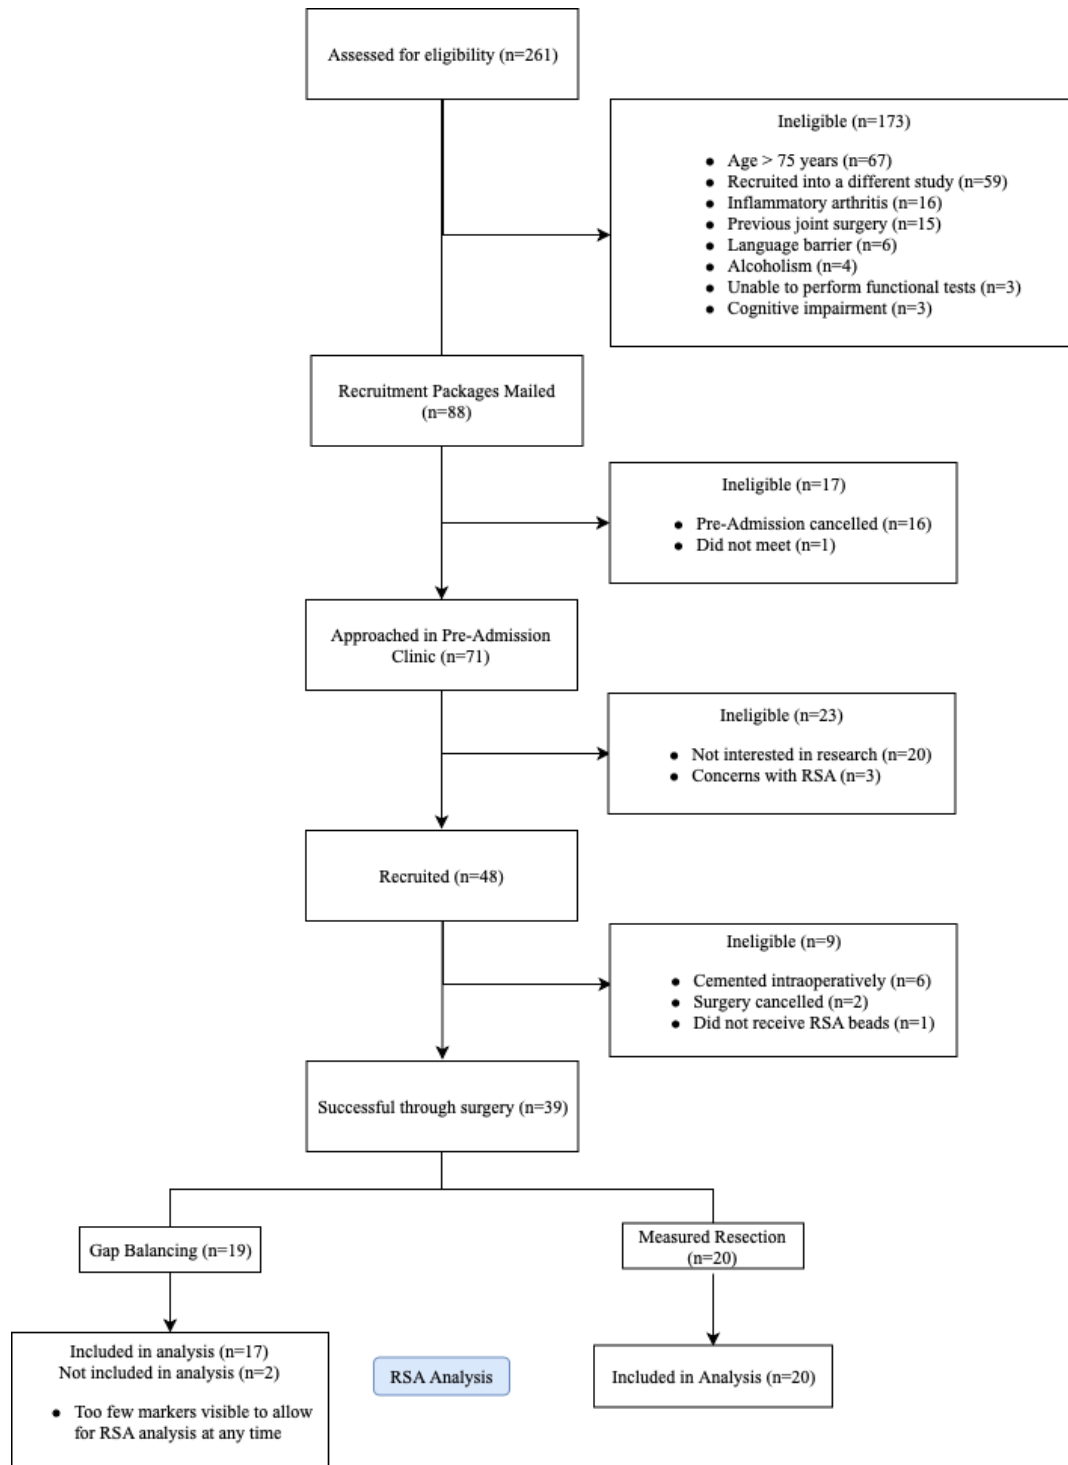 Assessed for eligibility (n=261)
Ineligible (n=173)
● Age > 75 years (n=67)
● Recruited into a different study (n=59)
● Inflammatory arthritis (n=16)
● Previous joint surgery (n=15)
● Language barrier (n=6)
● Alcoholism (n=4)
● Unable to perform functional tests (n=3)
● Cognitive impairment (n=3)
Recruitment Packages Mailed
(n=88)
Ineligible (n=17)
● Pre-Admission cancelled (n=16)
● Did not meet (n=1)
Approached in Pre-Admission
Clinic (n=71)
Ineligible (n=23)
● Not interested in research (n=20)
● Concerns with RSA (n=3)
Recruited (n=48)
Ineligible (n=9)
● Cemented intraoperatively (n=6)
● Surgery cancelled (n=2)
● Did not receive RSA beads (n=1)
Successful through surgery (n=39)
Gap Balancing (n=19)
Measured Resection
(n=20)
Included in analysis (n=17)
Not included in analysis (n=2)
● Too few markers visible to allow
for RSA analysis at any time
RSA Analysis
Included in Analysis (n=20)